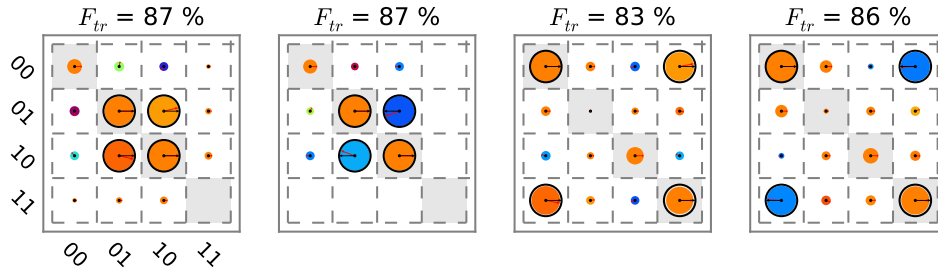 F_tr = 87 % F_tr = 87 % F_tr = 83 % F_tr = 86 %
00
01
10
11
00 01 10 11